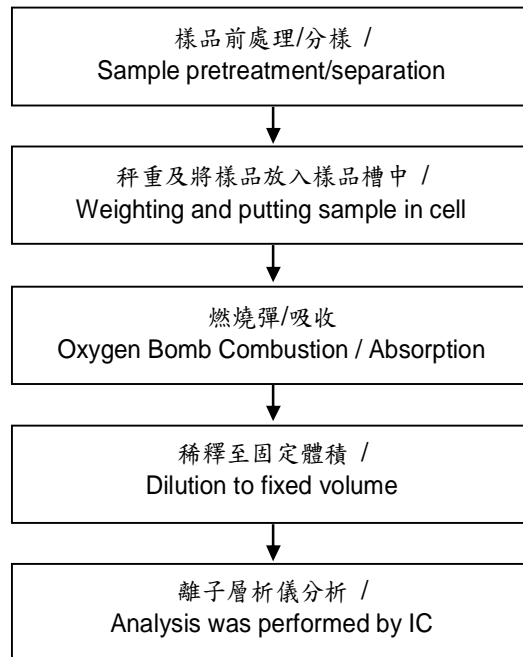 樣品前處理/分樣 /
Sample pretreatment/separation
秤重及將樣品放入樣品槽中 /
Weighting and putting sample in cell
燃燒彈/吸收
Oxygen Bomb Combustion / Absorption
稀釋至固定體積 /
Dilution to fixed volume
離子層析儀分析 /
Analysis was performed by IC